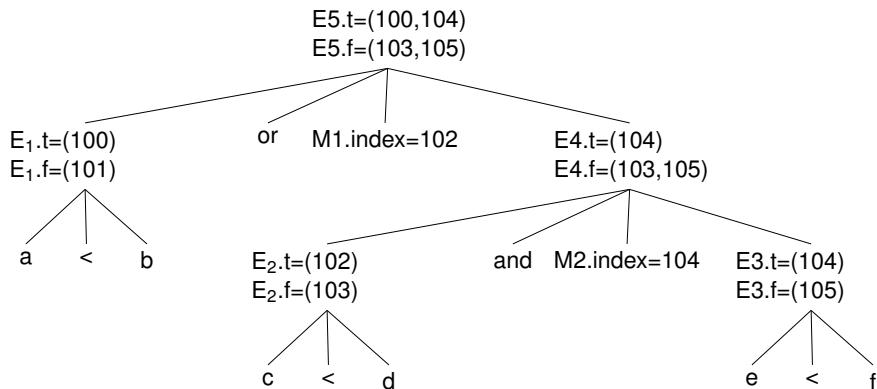 E5.t=(100,104)
E5.f=(103,105)
E₁.t=(100)
E₁.f=(101)
or
M1.index=102
E4.t=(104)
E4.f=(103,105)
a
<
b
E₂.t=(102)
E₂.f=(103)
and
M2.index=104
E3.t=(104)
E3.f=(105)
c
<
d
e
<
f